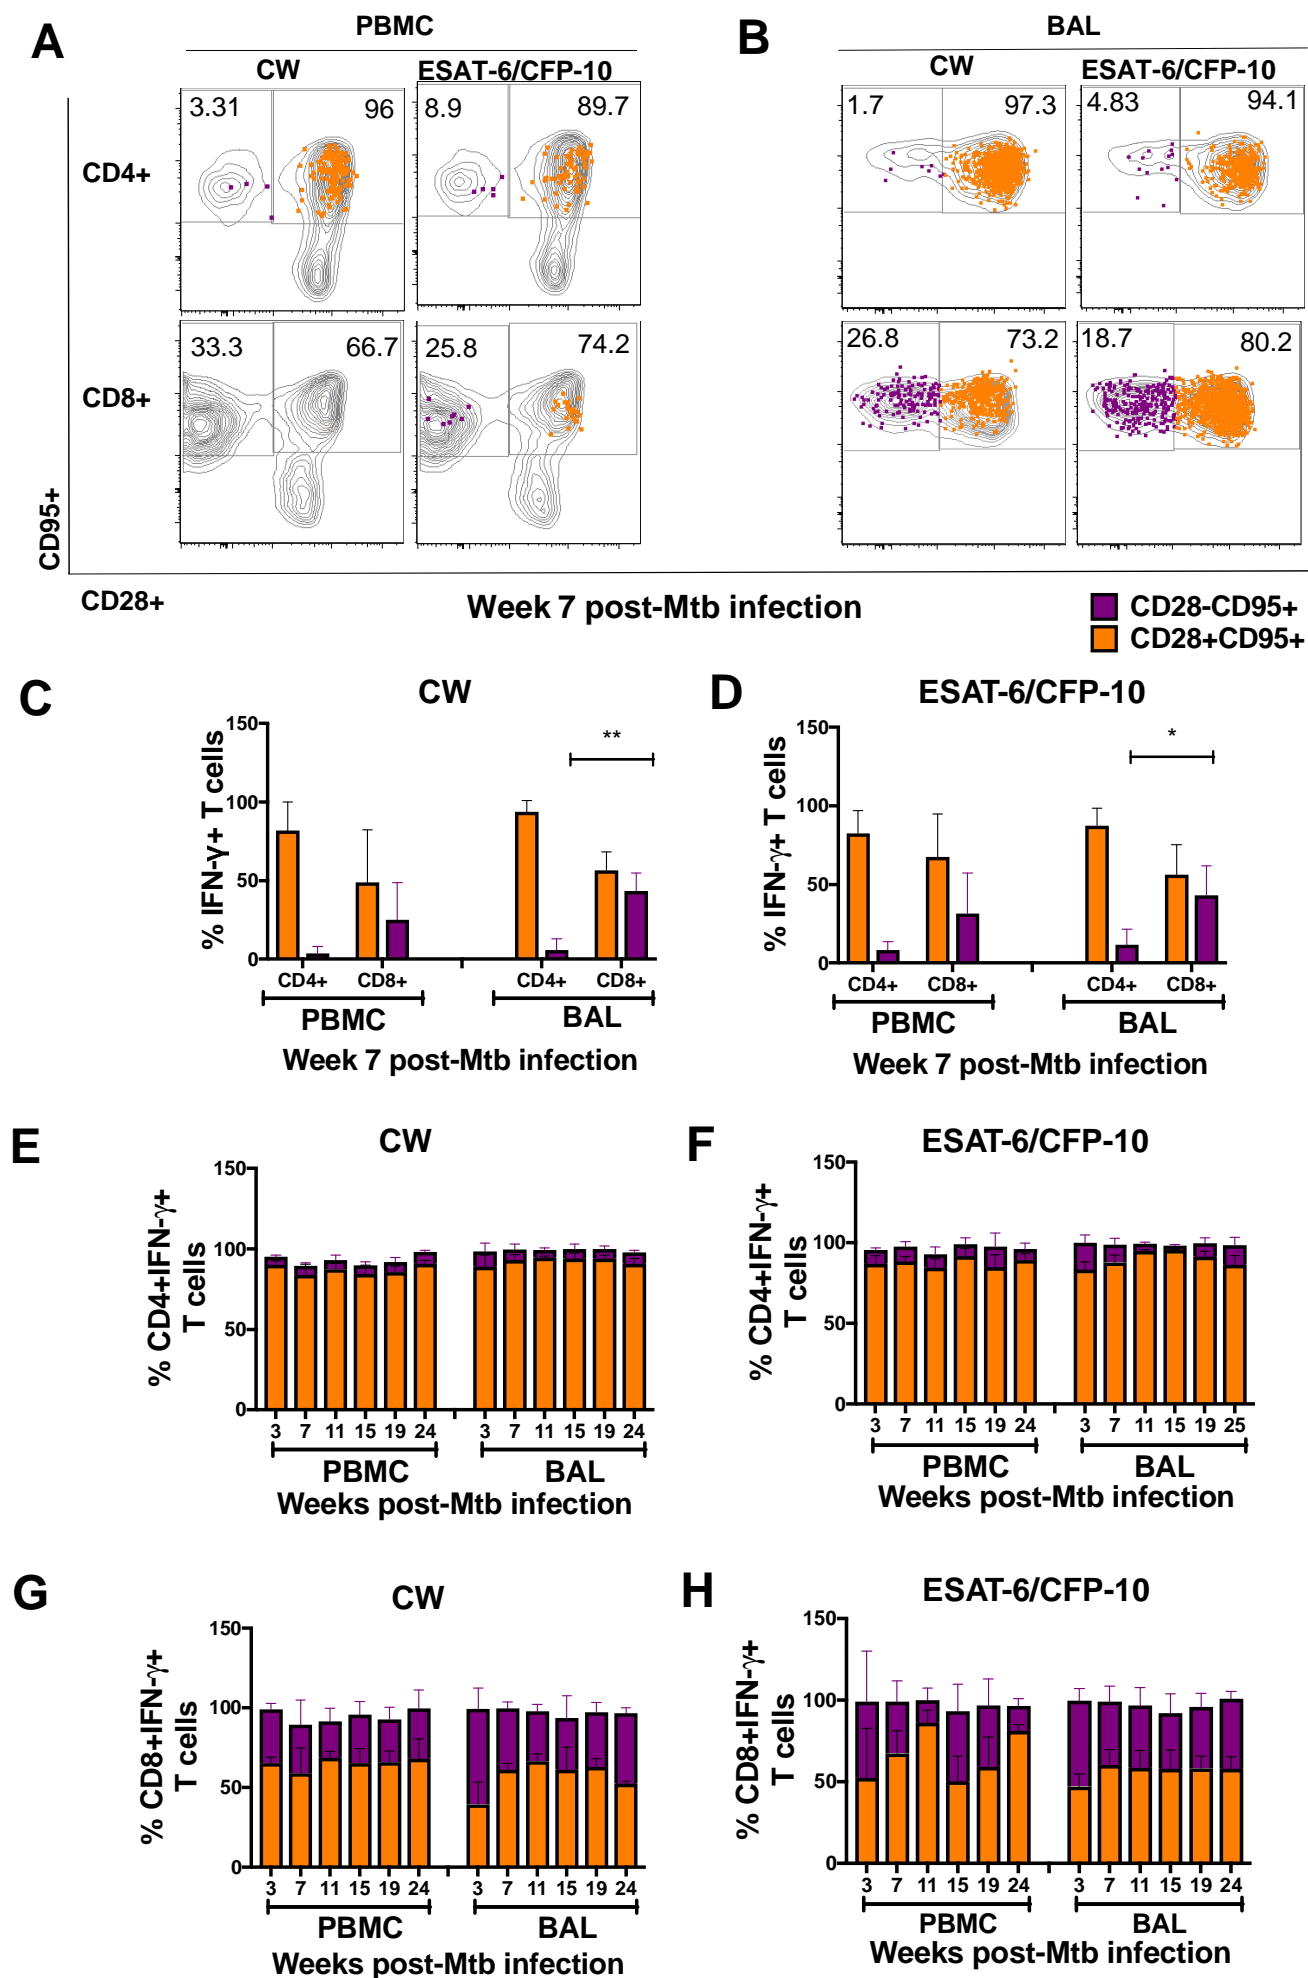 A
PBMC
B
BAL
CW
ESAT-6/CFP-10
CW
ESAT-6/CFP-10
CD4+
3.31
96
8.9
89.7
1.7
97.3
4.83
94.1
CD8+
33.3
66.7
25.8
74.2
26.8
73.2
18.7
80.2
CD95+
CD28+
Week 7 post-Mtb infection
CD28-CD95+
CD28+CD95+
C
CW
% IFN-γ+ T cells
150
100
50
0
**
CD4+
CD8+
CD4+
CD8+
PBMC
BAL
Week 7 post-Mtb infection
D
ESAT-6/CFP-10
% IFN-γ+ T cells
150
100
50
0
*
CD4+
CD8+
CD4+
CD8+
PBMC
BAL
Week 7 post-Mtb infection
E
CW
% CD4+IFN-γ+
T cells
150
100
50
0
3 7 11 15 19 24
3 7 11 15 19 24
PBMC
BAL
Weeks post-Mtb infection
F
ESAT-6/CFP-10
% CD4+IFN-γ+
T cells
150
100
50
0
3 7 11 15 19 24
3 7 11 15 19 25
PBMC
BAL
Weeks post-Mtb infection
G
CW
% CD8+IFN-γ+
T cells
150
100
50
0
3 7 11 15 19 24
3 7 11 15 19 24
PBMC
BAL
Weeks post-Mtb infection
H
ESAT-6/CFP-10
% CD8+IFN-γ+
T cells
150
100
50
0
3 7 11 15 19 24
3 7 11 15 19 24
PBMC
BAL
Weeks post-Mtb infection